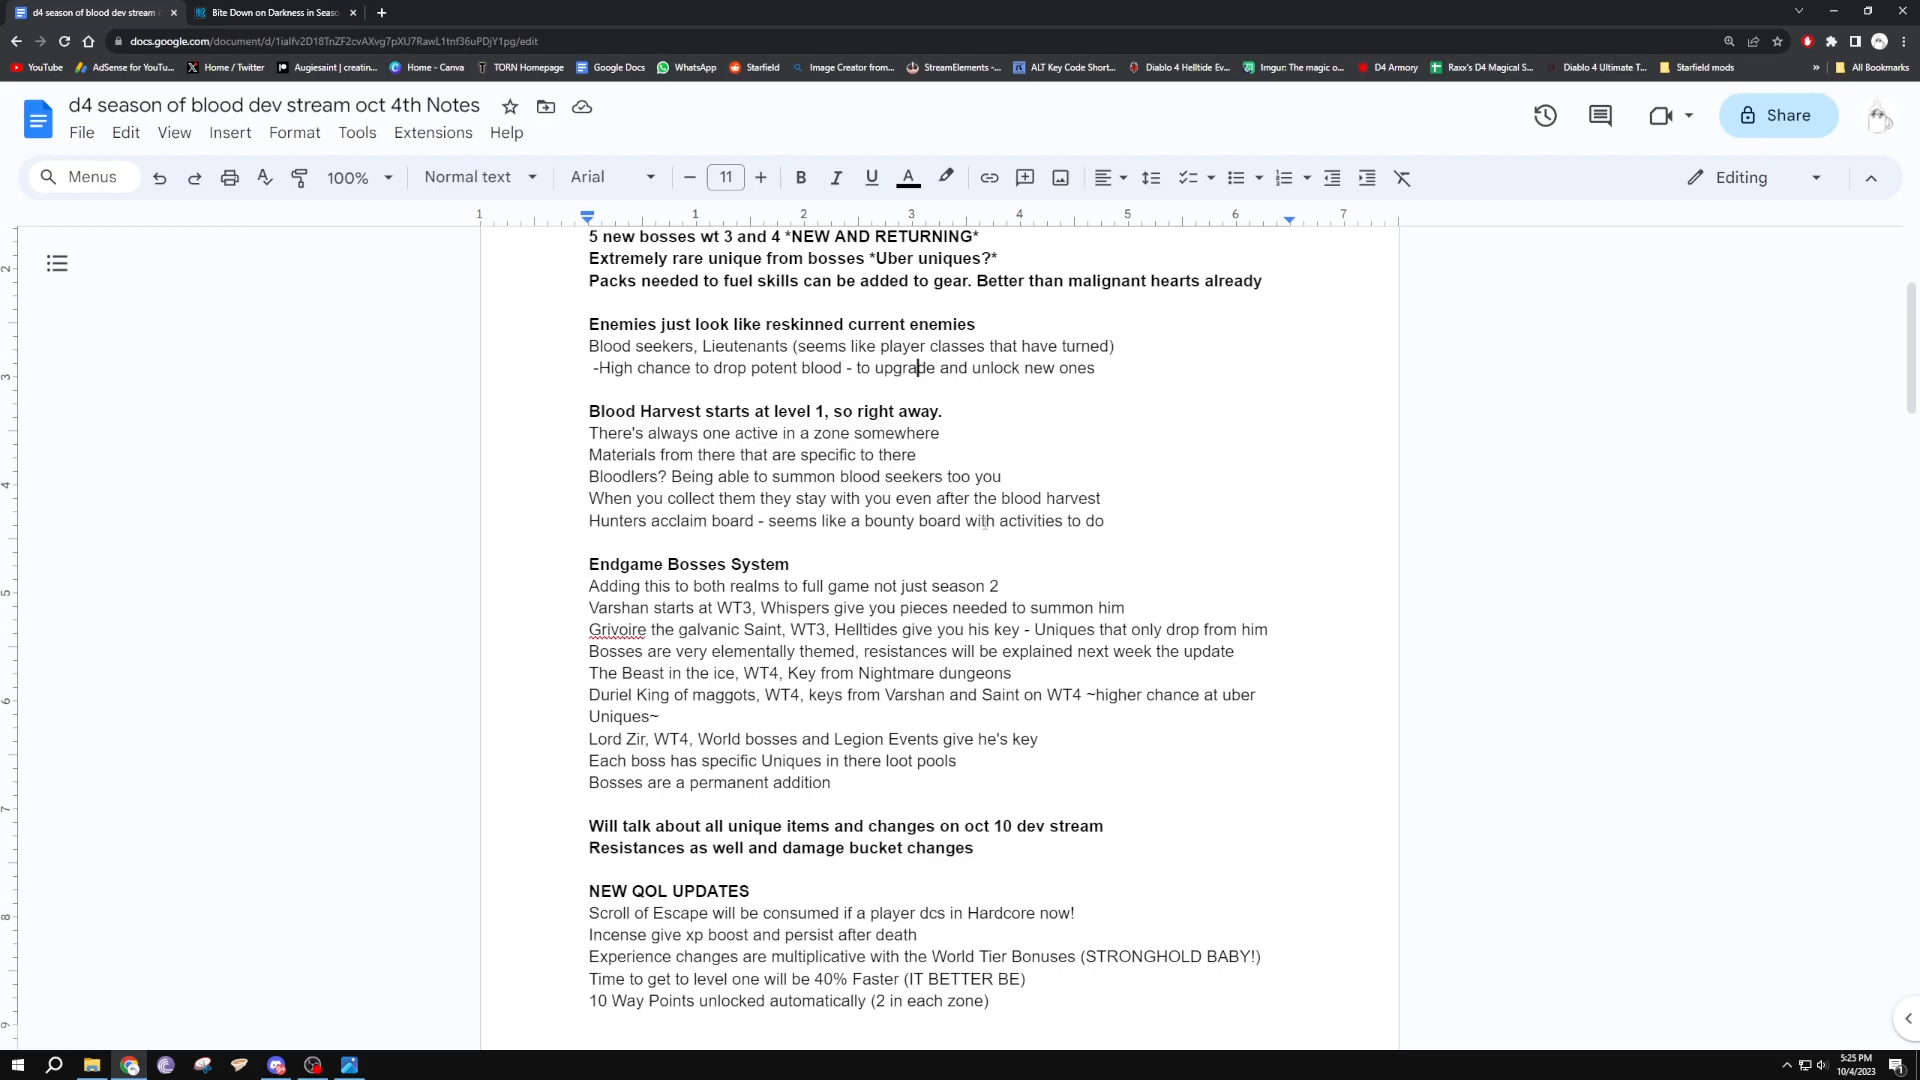 d4 season of blood dev stream
Bite Down on Darkness in Seaso
docs.google.com/document/d/1ialfv2D18TnZF2cvAXvg7pXU7RawL1tnf36uPDjY1pg/edit
YouTube
AdSense for YouTu...
Home / Twitter
Augiesaint | creatin...
Home - Canva
TORN Homepage
Google Docs
WhatsApp
Starfield
Image Creator from...
StreamElements -...
ALT Key Code Short...
Diablo 4 Helltide Ev...
Imgur: The magic o...
D4 Armory
Raxx's D4 Magical S...
Diablo 4 Ultimate T...
Starfield mods
»
All Bookmarks
d4 season of blood dev stream oct 4th Notes
Share
File Edit View Insert Format Tools Extensions Help
Menus 100% Normal text Arial 11 B I U A Editing
1 1 2 3 4 5 6 7
5 new bosses wt 3 and 4 *NEW AND RETURNING*
Extremely rare unique from bosses *Uber uniques?*
Packs needed to fuel skills can be added to gear. Better than malignant hearts already
Enemies just look like reskinned current enemies
Blood seekers, Lieutenants (seems like player classes that have turned)
-High chance to drop potent blood - to upgrade and unlock new ones
Blood Harvest starts at level 1, so right away.
There's always one active in a zone somewhere
Materials from there that are specific to there
Bloodlers? Being able to summon blood seekers too you
When you collect them they stay with you even after the blood harvest
Hunters acclaim board - seems like a bounty board with activities to do
Endgame Bosses System
Adding this to both realms to full game not just season 2
Varshan starts at WT3, Whispers give you pieces needed to summon him
Grivoire the galvanic Saint, WT3, Helltides give you his key - Uniques that only drop from him
Bosses are very elementally themed, resistances will be explained next week the update
The Beast in the ice, WT4, Key from Nightmare dungeons
Duriel King of maggots, WT4, keys from Varshan and Saint on WT4 ~higher chance at uber
Uniques~
Lord Zir, WT4, World bosses and Legion Events give he's key
Each boss has specific Uniques in there loot pools
Bosses are a permanent addition
Will talk about all unique items and changes on oct 10 dev stream
Resistances as well and damage bucket changes
NEW QOL UPDATES
Scroll of Escape will be consumed if a player dcs in Hardcore now!
Incense give xp boost and persist after death
Experience changes are multiplicative with the World Tier Bonuses (STRONGHOLD BABY!)
Time to get to level one will be 40% Faster (IT BETTER BE)
10 Way Points unlocked automatically (2 in each zone)
2
3
4
5
6
7
8
9
5:25 PM
10/4/2023
1